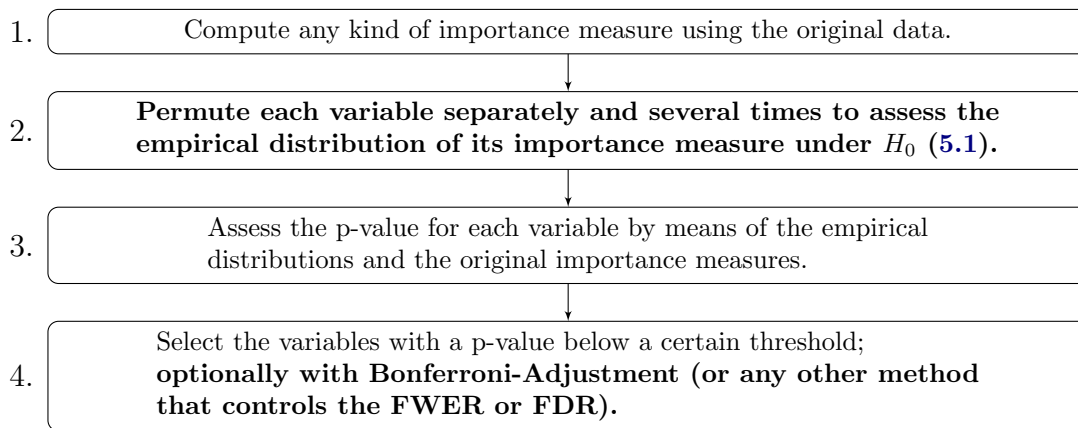 1. Compute any kind of importance measure using the original data.
2. Permute each variable separately and several times to assess the
empirical distribution of its importance measure under H₀ (5.1).
3. Assess the p-value for each variable by means of the empirical
distributions and the original importance measures.
4. Select the variables with a p-value below a certain threshold;
optionally with Bonferroni-Adjustment (or any other method
that controls the FWER or FDR).